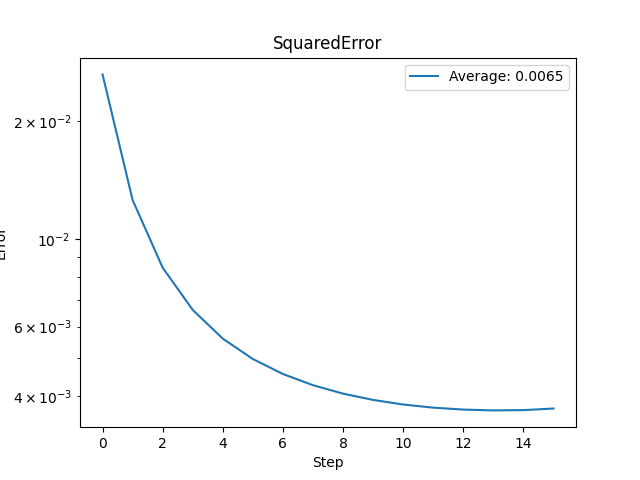 SquaredError
Average: 0.0065
2 × 10⁻²
10⁻²
6 × 10⁻³
4 × 10⁻³
Error
0 2 4 6 8 10 12 14
Step